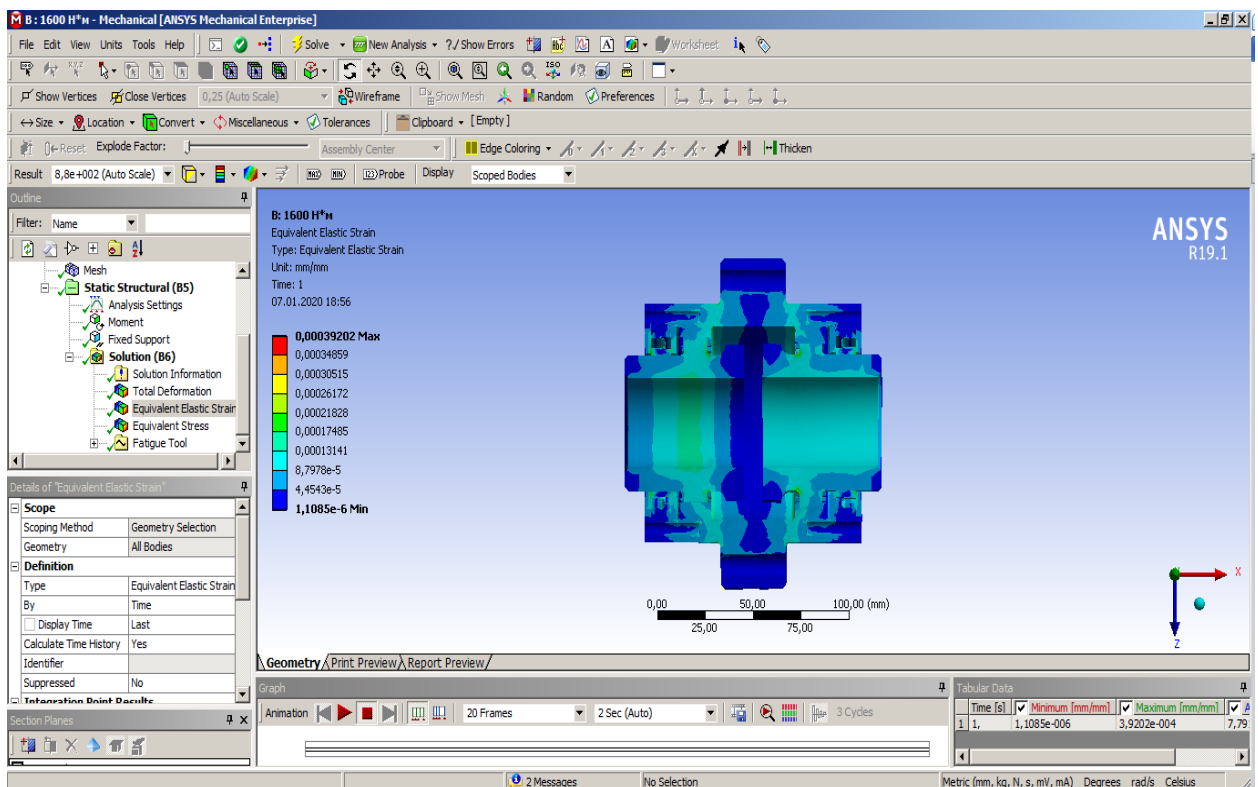 B : 1600 Н*м - Mechanical [ANSYS Mechanical Enterprise]
File Edit View Units Tools Help Solve New Analysis ?/ Show Errors Worksheet
Show Vertices Close Vertices 0,25 (Auto Scale) Wireframe Show Mesh Random Preferences
Size Location Convert Miscellaneous Tolerances Clipboard [Empty]
Reset Explode Factor: Assembly Center Edge Coloring Thicken
Result 8,8e+002 (Auto Scale) MAX MIN Probe Display Scoped Bodies
Outline
Filter: Name
Mesh
Static Structural (B5)
Analysis Settings
Moment
Fixed Support
Solution (B6)
Solution Information
Total Deformation
Equivalent Elastic Strain
Equivalent Stress
Fatigue Tool
Details of "Equivalent Elastic Strain"
Scope
Scoping Method Geometry Selection
Geometry All Bodies
Definition
Type Equivalent Elastic Strain
By Time
Display Time Last
Calculate Time History Yes
Identifier
Suppressed No
Integration Point Results
Section Planes
B: 1600 Н*м
Equivalent Elastic Strain
Type: Equivalent Elastic Strain
Unit: mm/mm
Time: 1
07.01.2020 18:56
0,00039202 Max
0,00034859
0,00030515
0,00026172
0,00021828
0,00017485
0,00013141
8,7978e-5
4,4543e-5
1,1085e-6 Min
ANSYS
R19.1
0,00 50,00 100,00 (mm)
25,00 75,00
X
Z
Geometry Print Preview Report Preview
Graph
Animation 20 Frames 2 Sec (Auto) 3 Cycles
Tabular Data
Time [s] Minimum [mm/mm] Maximum [mm/mm] A
1 1, 1,1085e-006 3,9202e-004 7,79
2 Messages No Selection Metric (mm, kg, N, s, mV, mA) Degrees rad/s Celsius